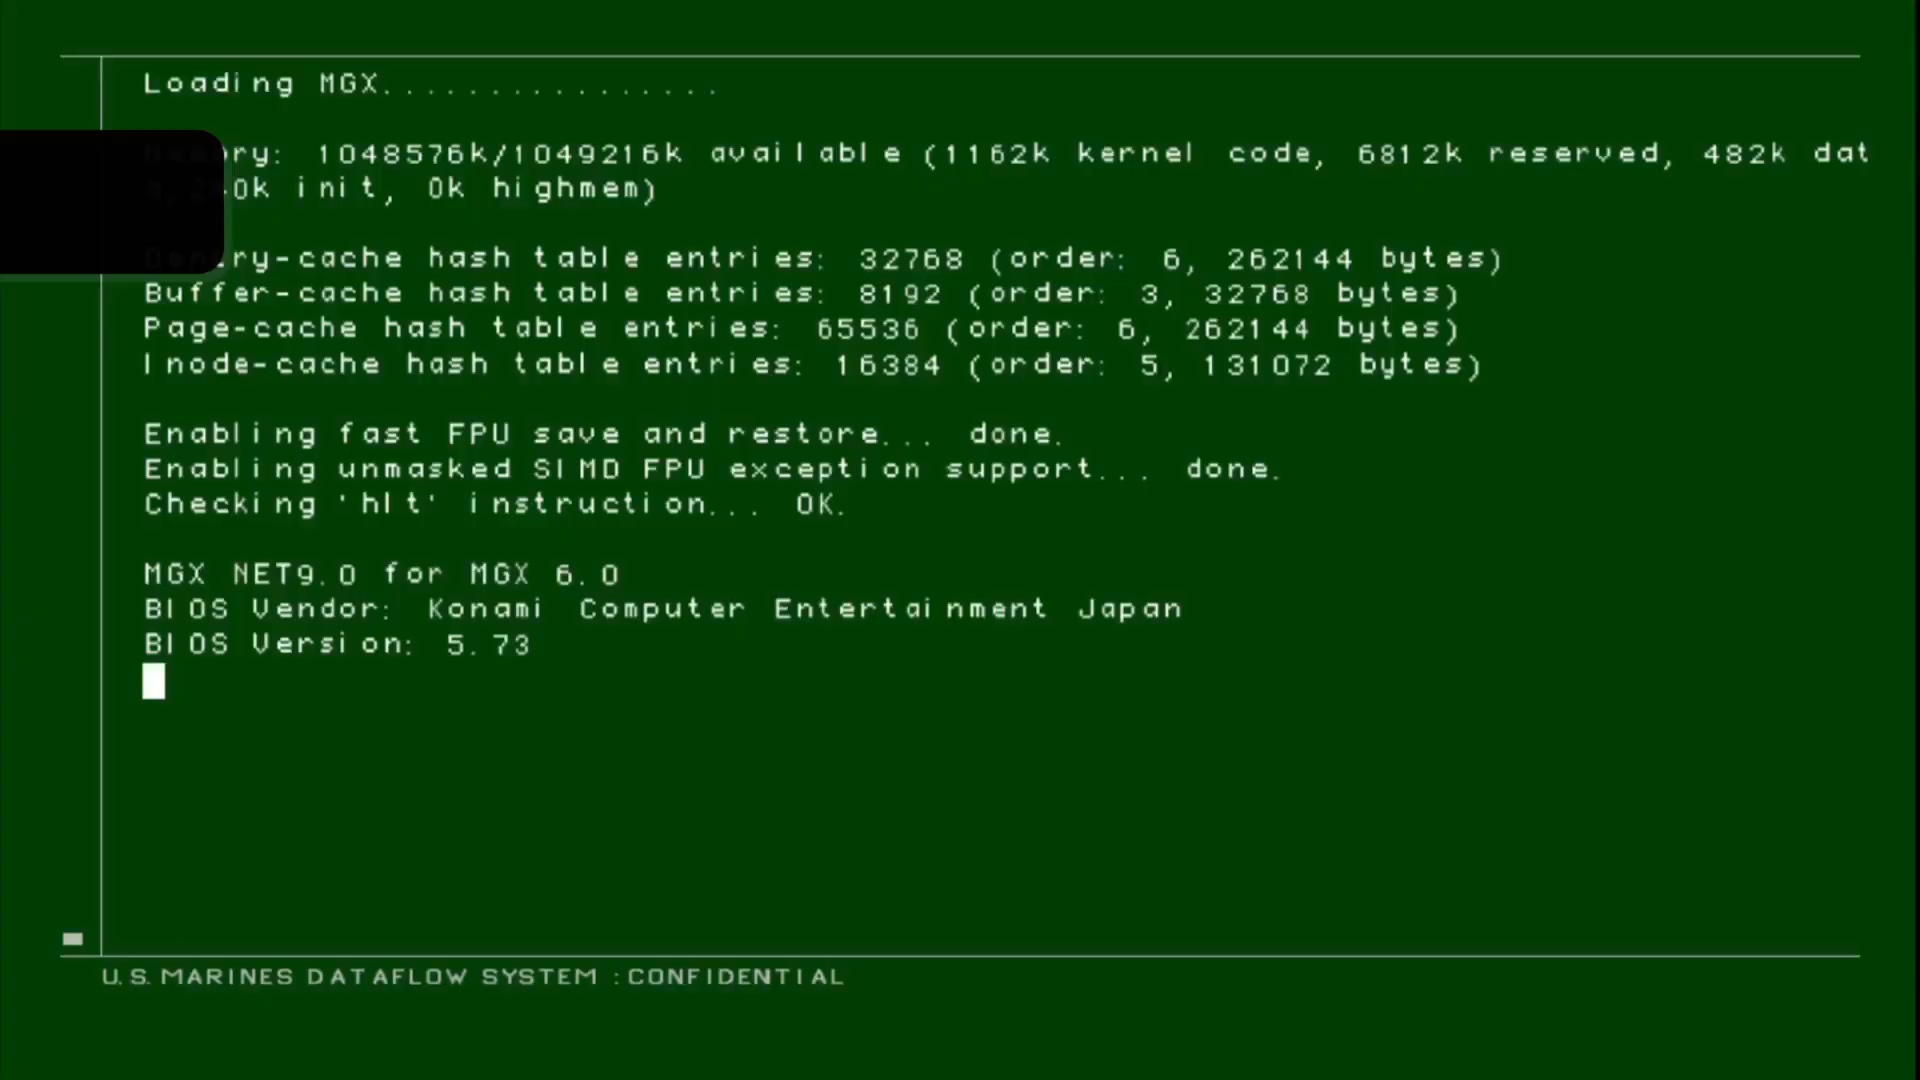 Loading MGX................
ry: 1048576k/1049216k available (1162k kernel code, 6812k reserved, 482k dat
0k init, 0k highmem)
ry-cache hash table entries: 32768 (order: 6, 262144 bytes)
Buffer-cache hash table entries: 8192 (order: 3, 32768 bytes)
Page-cache hash table entries: 65536 (order: 6, 262144 bytes)
Inode-cache hash table entries: 16384 (order: 5, 131072 bytes)
Enabling fast FPU save and restore... done.
Enabling unmasked SIMD FPU exception support... done.
Checking 'hlt' instruction... OK.
MGX NET9.0 for MGX 6.0
BIOS Vendor: Konami Computer Entertainment Japan
BIOS Version: 5.73
U.S.MARINES DATAFLOW SYSTEM :CONFIDENTIAL